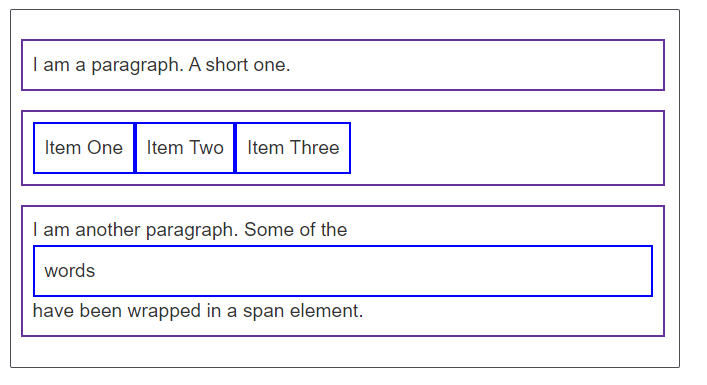 I am a paragraph. A short one.
Item One Item Two Item Three
I am another paragraph. Some of the
words
have been wrapped in a span element.